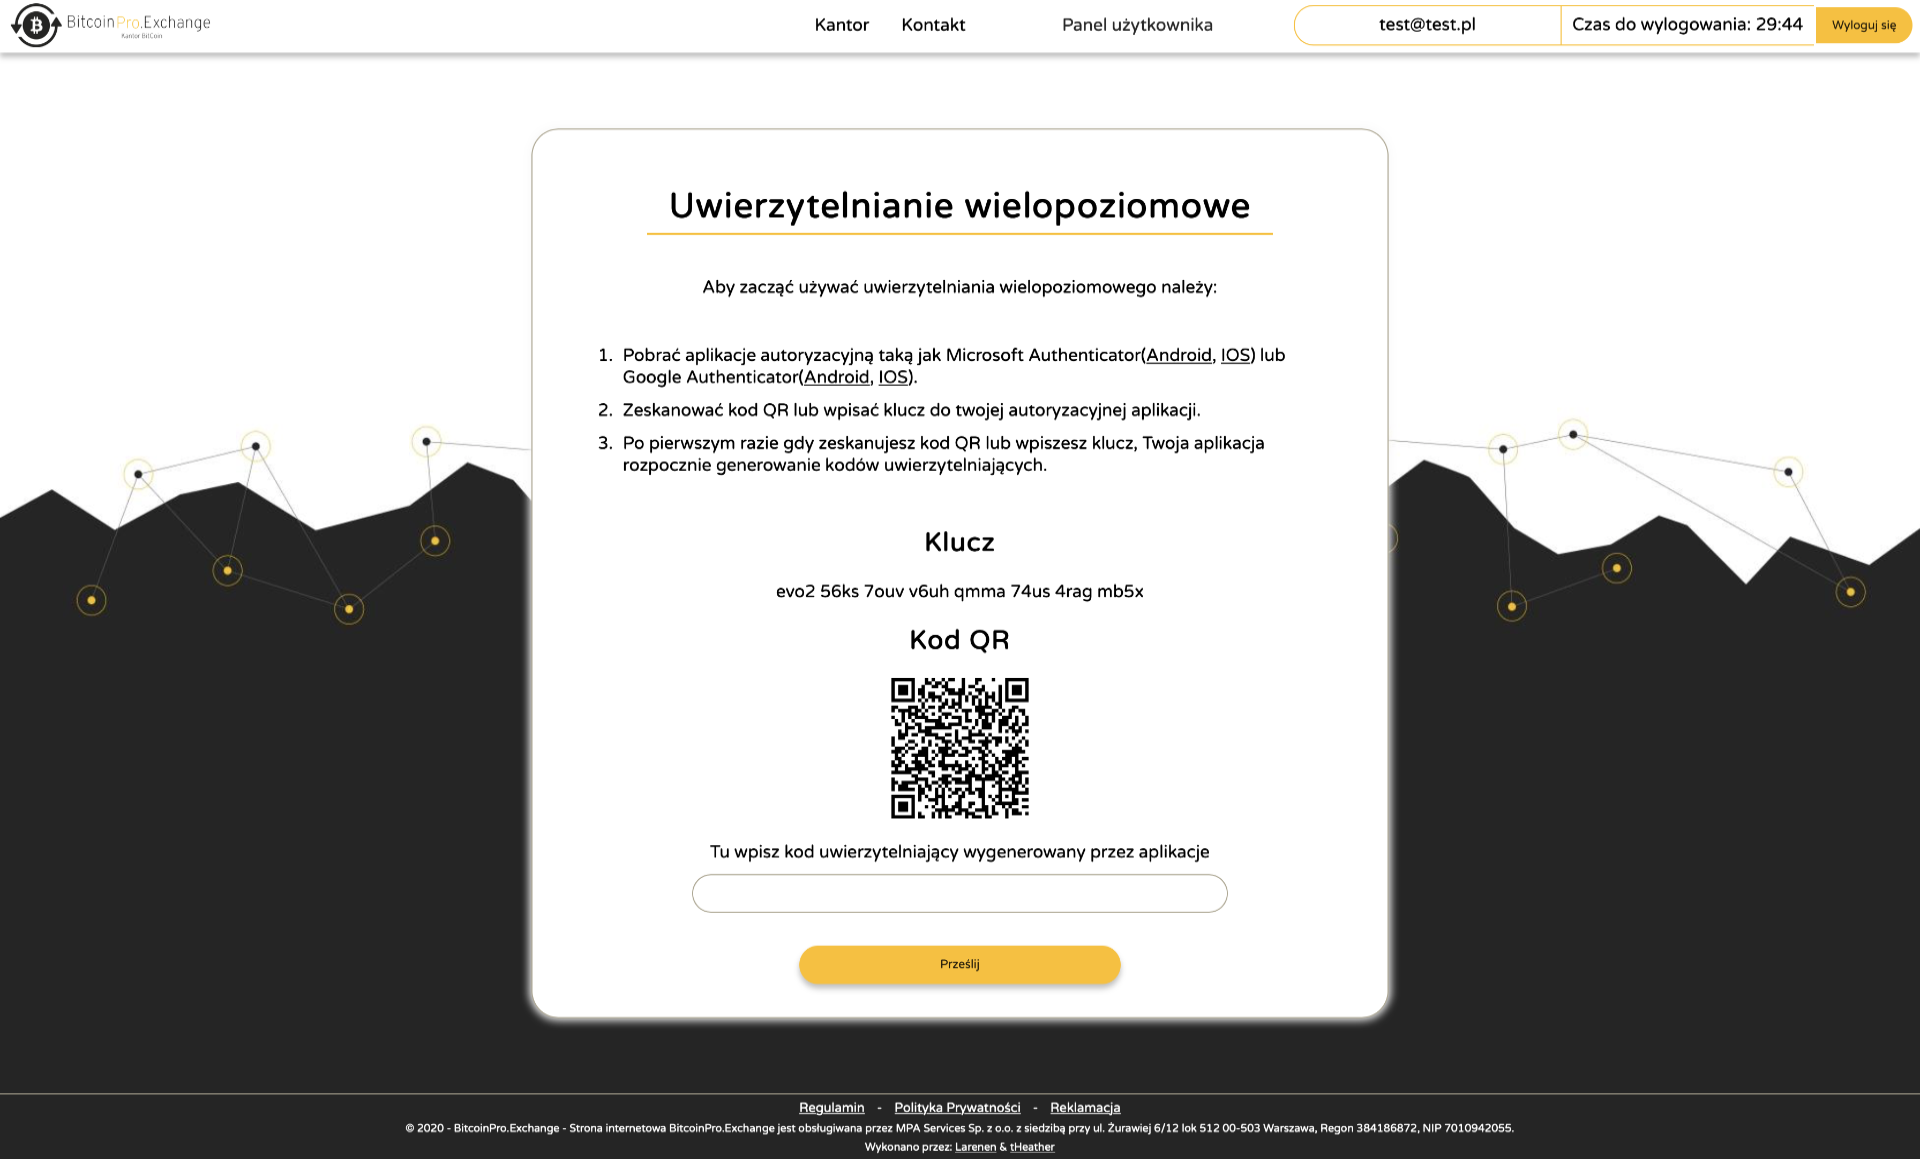 BitcoinPro.Exchange
Kantor BitCoin
Kantor
Kontakt
Panel użytkownika
test@test.pl
Czas do wylogowania: 29:44
Wyloguj się
Uwierzytelnianie wielopoziomowe
Aby zacząć używać uwierzytelniania wielopoziomowego należy:
1. Pobrać aplikacje autoryzacyjną taką jak Microsoft Authenticator(Android, IOS) lub
Google Authenticator(Android, IOS).
2. Zeskanować kod QR lub wpisać klucz do twojej autoryzacyjnej aplikacji.
3. Po pierwszym razie gdy zeskanujesz kod QR lub wpiszesz klucz, Twoja aplikacja
rozpocznie generowanie kodów uwierzytelniających.
Klucz
evo2 56ks 7ouv v6uh qmma 74us 4rag mb5x
Kod QR
Tu wpisz kod uwierzytelniający wygenerowany przez aplikacje
Prześlij
Regulamin - Polityka Prywatności - Reklamacja
© 2020 - BitcoinPro.Exchange - Strona internetowa BitcoinPro.Exchange jest obsługiwana przez MPA Services Sp. z o.o. z siedzibą przy ul. Żurawiej 6/12 lok 512 00-503 Warszawa, Regon 384186872, NIP 7010942055.
Wykonano przez: Larenen & tHeather